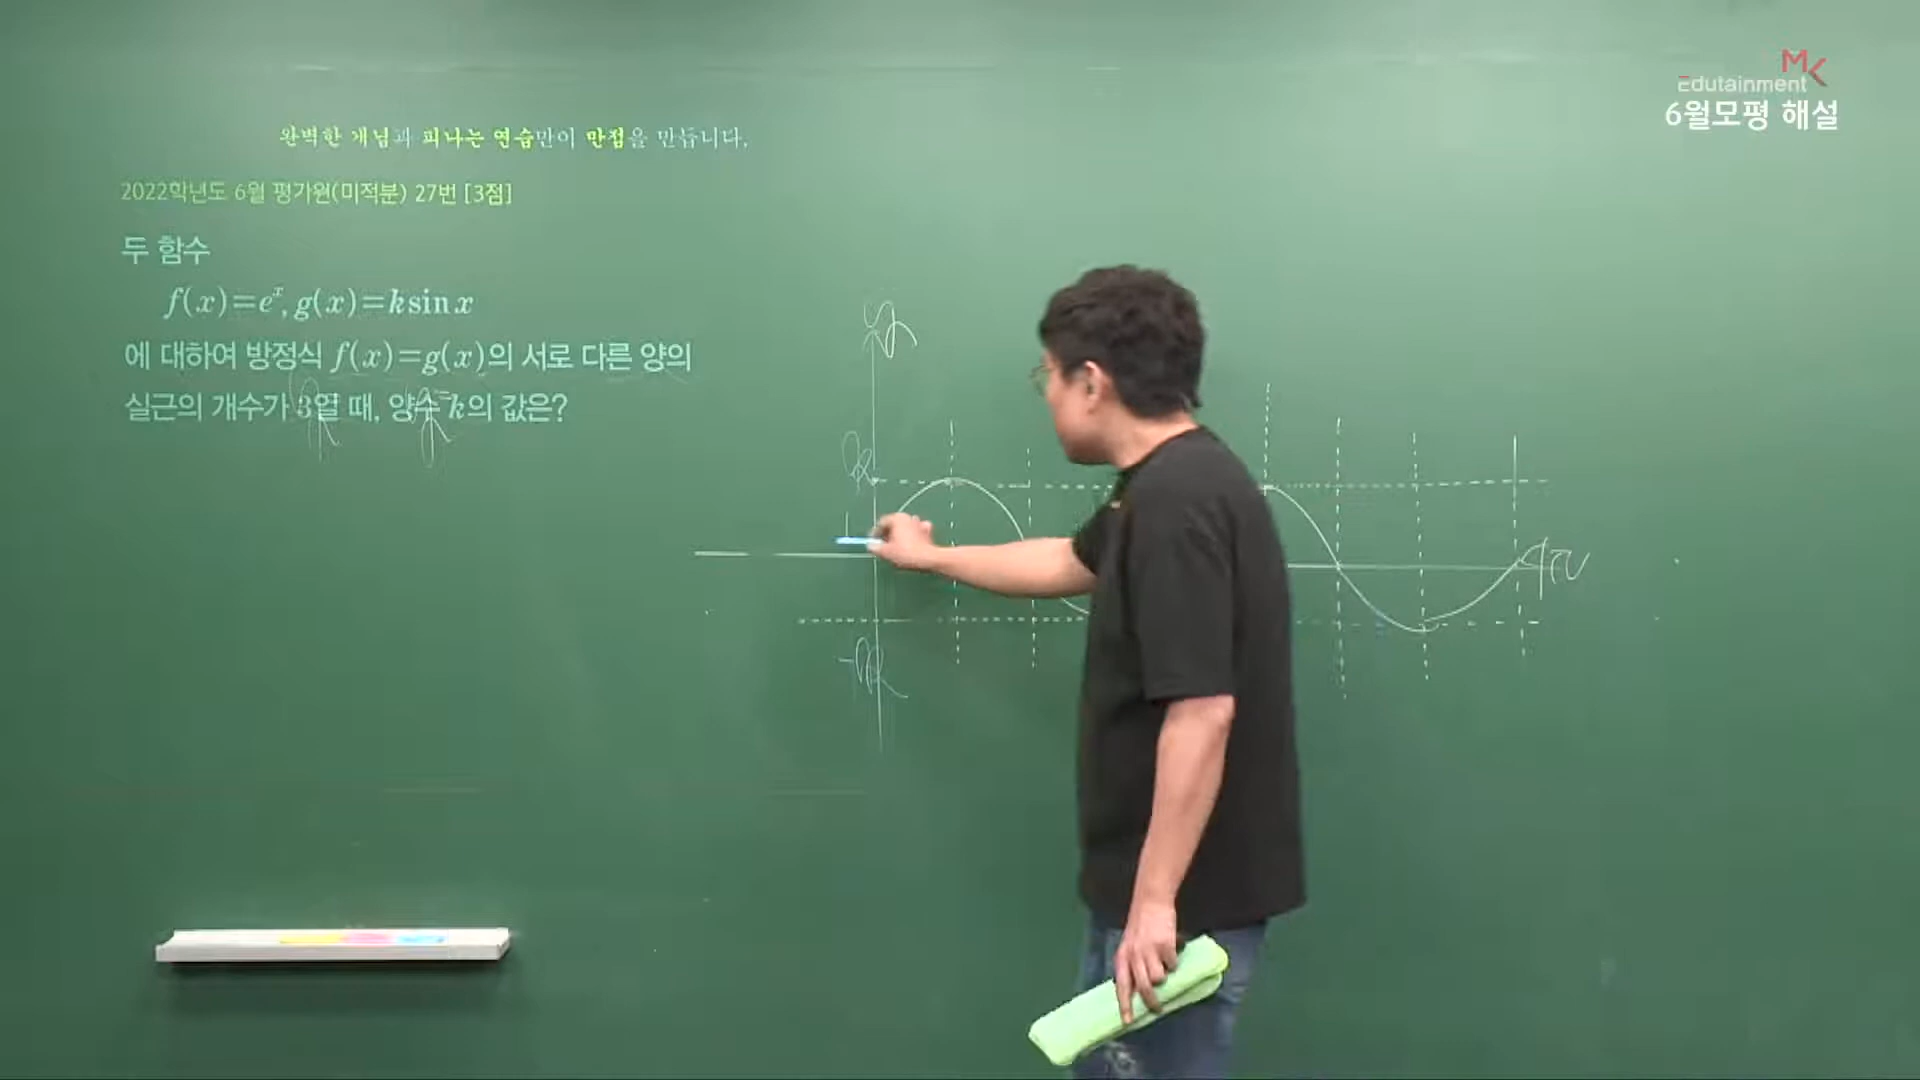 MK
Edutainment
6월모평 해설
완벽한 개념과 피나는 연습만이 만점을 만듭니다.
2022학년도 6월 평가원(미적분) 27번 [3점]
두 함수
f(x)=eˣ, g(x)=k sin x
에 대하여 방정식 f(x)=g(x)의 서로 다른 양의
실근의 개수가 3일 때, 양수 k의 값은?
y
k
1
-k
4π